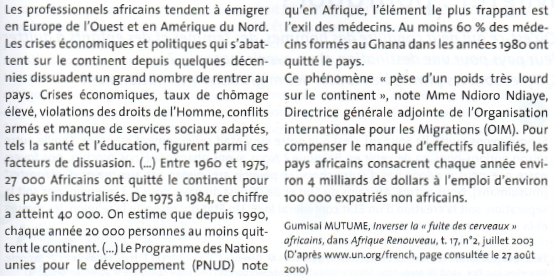 Les professionnels africains tendent à émigrer
en Europe de l'Ouest et en Amérique du Nord.
Les crises économiques et politiques qui s'abat-
tent sur le continent depuis quelques décen-
nies dissuadent un grand nombre de rentrer au
pays. Crises économiques, taux de chômage
élevé, violations des droits de l'Homme, conflits
armés et manque de services sociaux adaptés,
tels la santé et l'éducation, figurent parmi ces
facteurs de dissuasion. (...) Entre 1960 et 1975,
27 000 Africains ont quitté le continent pour
les pays industrialisés. De 1975 à 1984, ce chiffre
a atteint 40 000. On estime que depuis 1990,
chaque année 20 000 personnes au moins quit-
tent le continent. (...) Le Programme des Nations
unies pour le développement (PNUD) note
qu'en Afrique, l'élément le plus frappant est
l'exil des médecins. Au moins 60 % des méde-
cins formés au Ghana dans les années 1980 ont
quitté le pays.
Ce phénomène « pèse d'un poids très lourd
sur le continent », note Mme Ndioro Ndiaye,
Directrice générale adjointe de l'Organisation
internationale pour les Migrations (OIM). Pour
compenser le manque d'effectifs qualifiés, les
pays africains consacrent chaque année envi-
ron 4 milliards de dollars à l'emploi d'environ
100 000 expatriés non africains.
Gumisai MUTUME, Inverser la « fuite des cerveaux »
africains, dans Afrique Renouveau, t. 17, n°2, juillet 2003
(D'après www.un.org/french, page consultée le 27 août
2010)